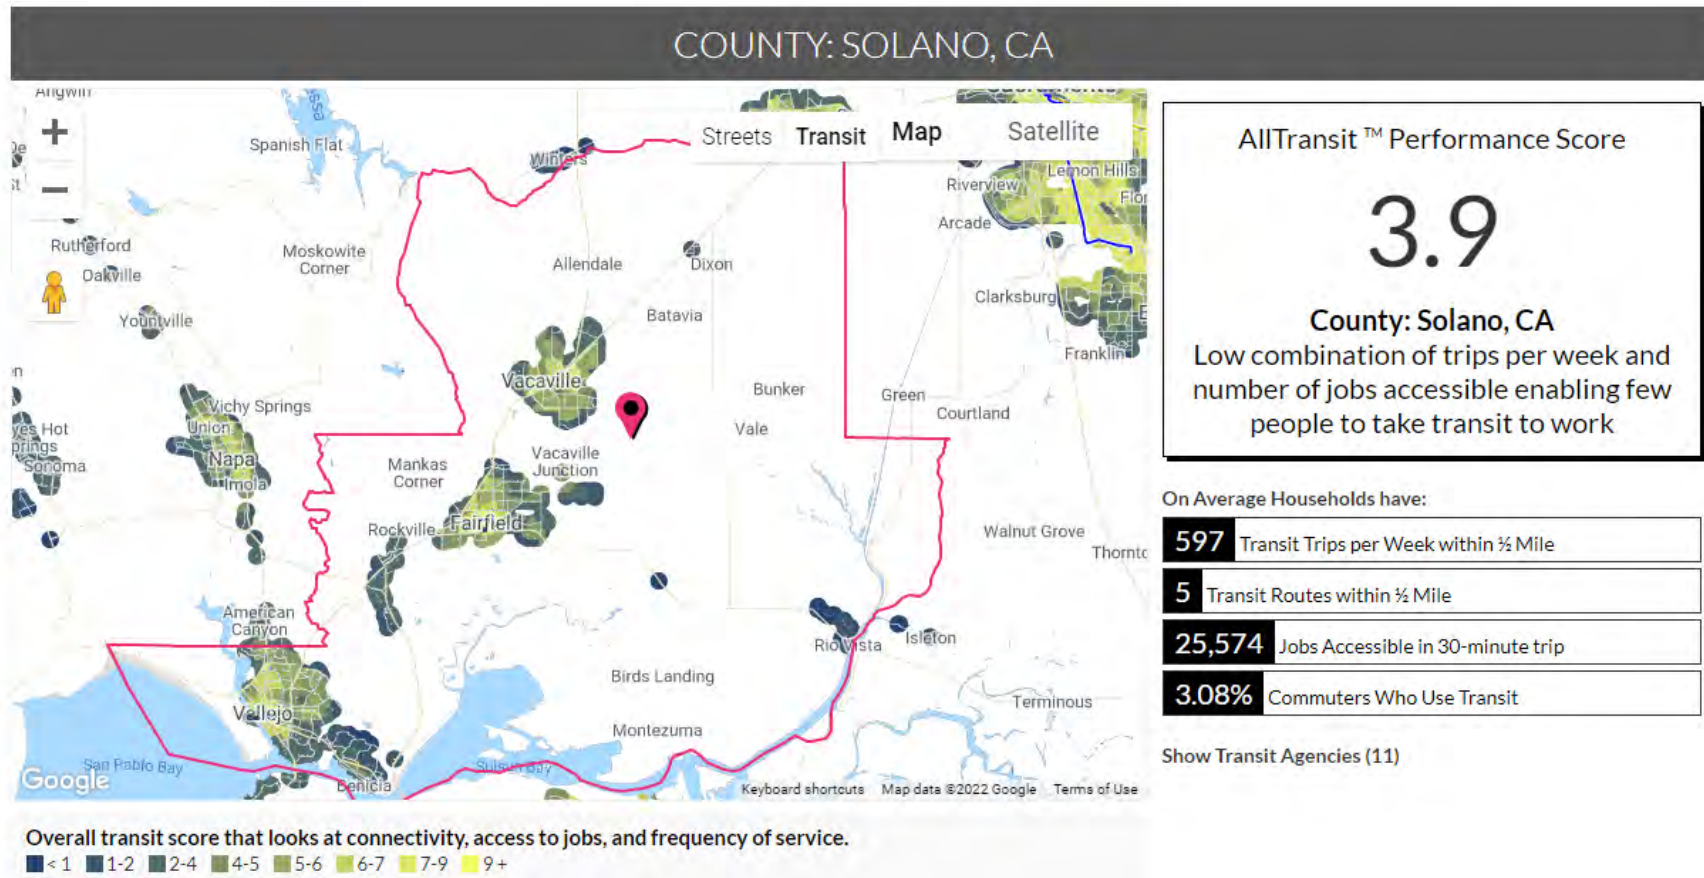 COUNTY: SOLANO, CA
Angwin
Spanish Flat
Winters
Streets Transit Map Satellite
Sacramento
Riverview
Lemon Hills
Arcade
Rutherford
Oakville
Moskowite
Corner
Allendale
Dixon
Clarksburg
Yountville
Batavia
Franklin
Vacaville
Bunker
Green
Courtland
Vale
Vichy Springs
Union
Napa
Imola
Sonoma
Mankas
Corner
Vacaville
Junction
Rockville
Fairfield
Walnut Grove
American
Canyon
Rio Vista
Isleton
Birds Landing
Terminous
Vallejo
Montezuma
San Pablo Bay
Suisun Bay
Benicia
Google
Keyboard shortcuts Map data ©2022 Google Terms of Use
Overall transit score that looks at connectivity, access to jobs, and frequency of service.
< 1 1-2 2-4 4-5 5-6 6-7 7-9 9 +
AllTransit ™ Performance Score
3.9
County: Solano, CA
Low combination of trips per week and
number of jobs accessible enabling few
people to take transit to work
On Average Households have:
597 Transit Trips per Week within ½ Mile
5 Transit Routes within ½ Mile
25,574 Jobs Accessible in 30-minute trip
3.08% Commuters Who Use Transit
Show Transit Agencies (11)